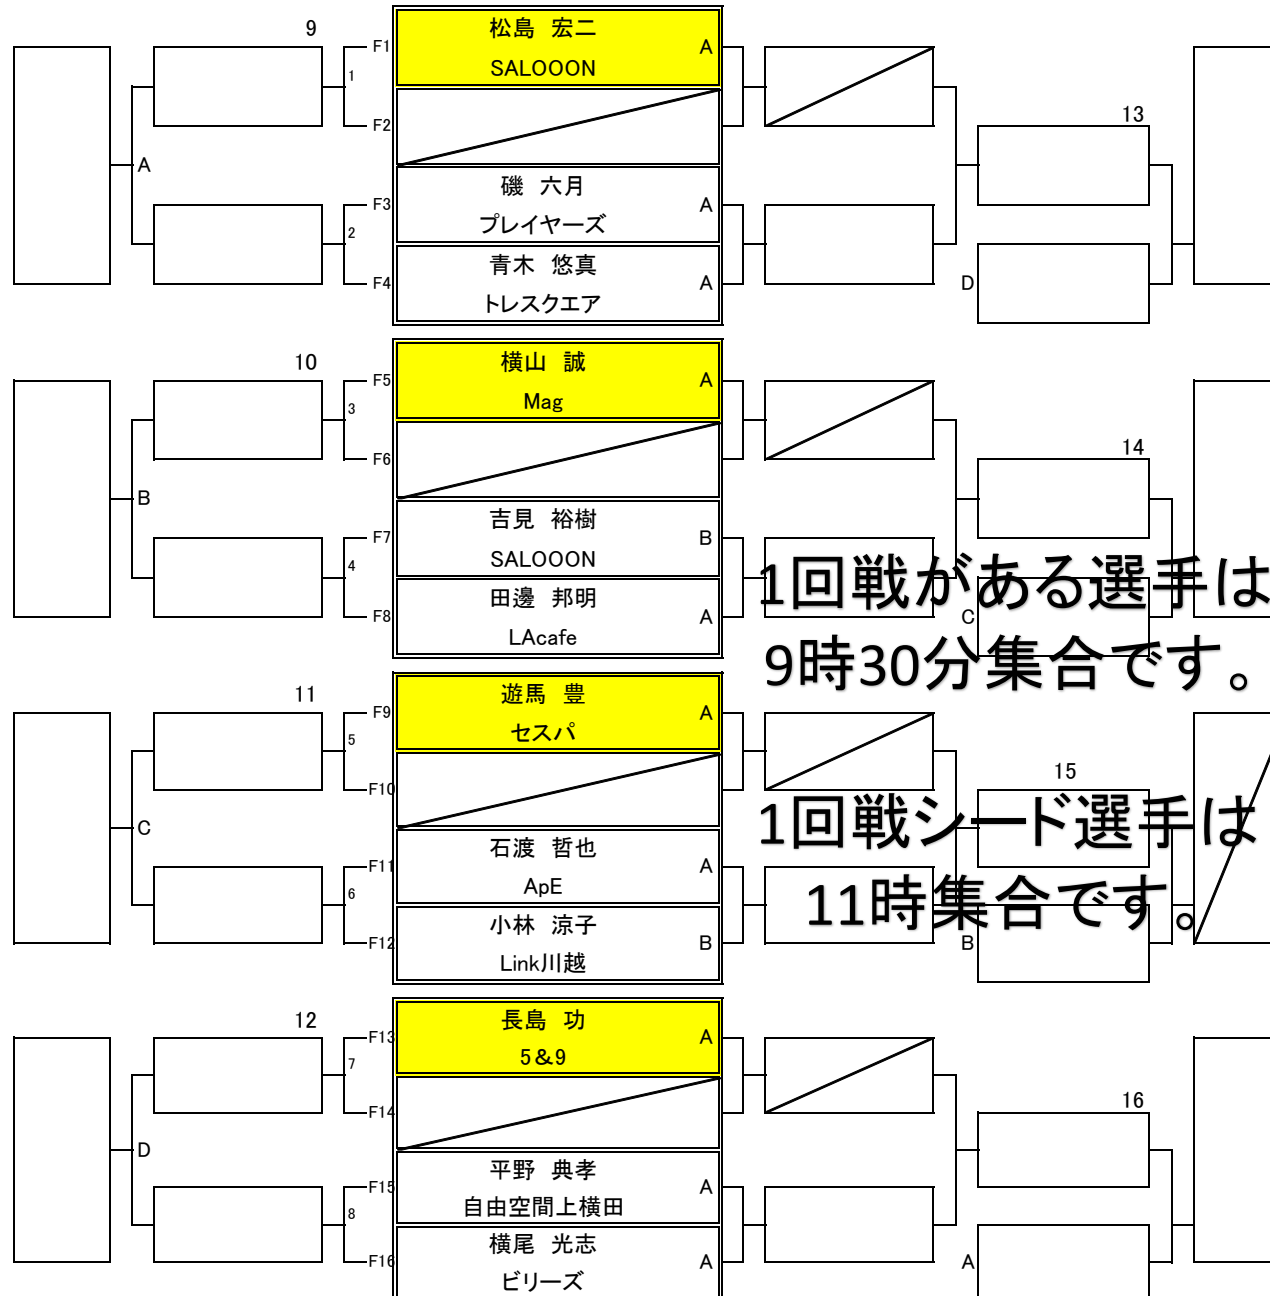 9
F1
松島 宏二
A
SALOOON
1
F2
13
A
F3
磯 六月
A
プレイヤーズ
2
F4
青木 悠真
A
トレスクエア
D
10
F5
横山 誠
A
Mag
3
F6
14
B
F7
吉見 裕樹
B
SALOOON
4
F8
田邊 邦明
A
LAcafe
C
1回戦がある選手は
9時30分集合です。
11
F9
遊馬 豊
A
セスパ
5
F10
15
C
F11
石渡 哲也
A
ApE
6
F12
小林 涼子
B
Link川越
B
1回戦シード選手は
11時集合です。
12
F13
長島 功
A
5&9
7
F14
16
D
F15
平野 典孝
A
自由空間上横田
8
F16
横尾 光志
A
ビリーズ
A